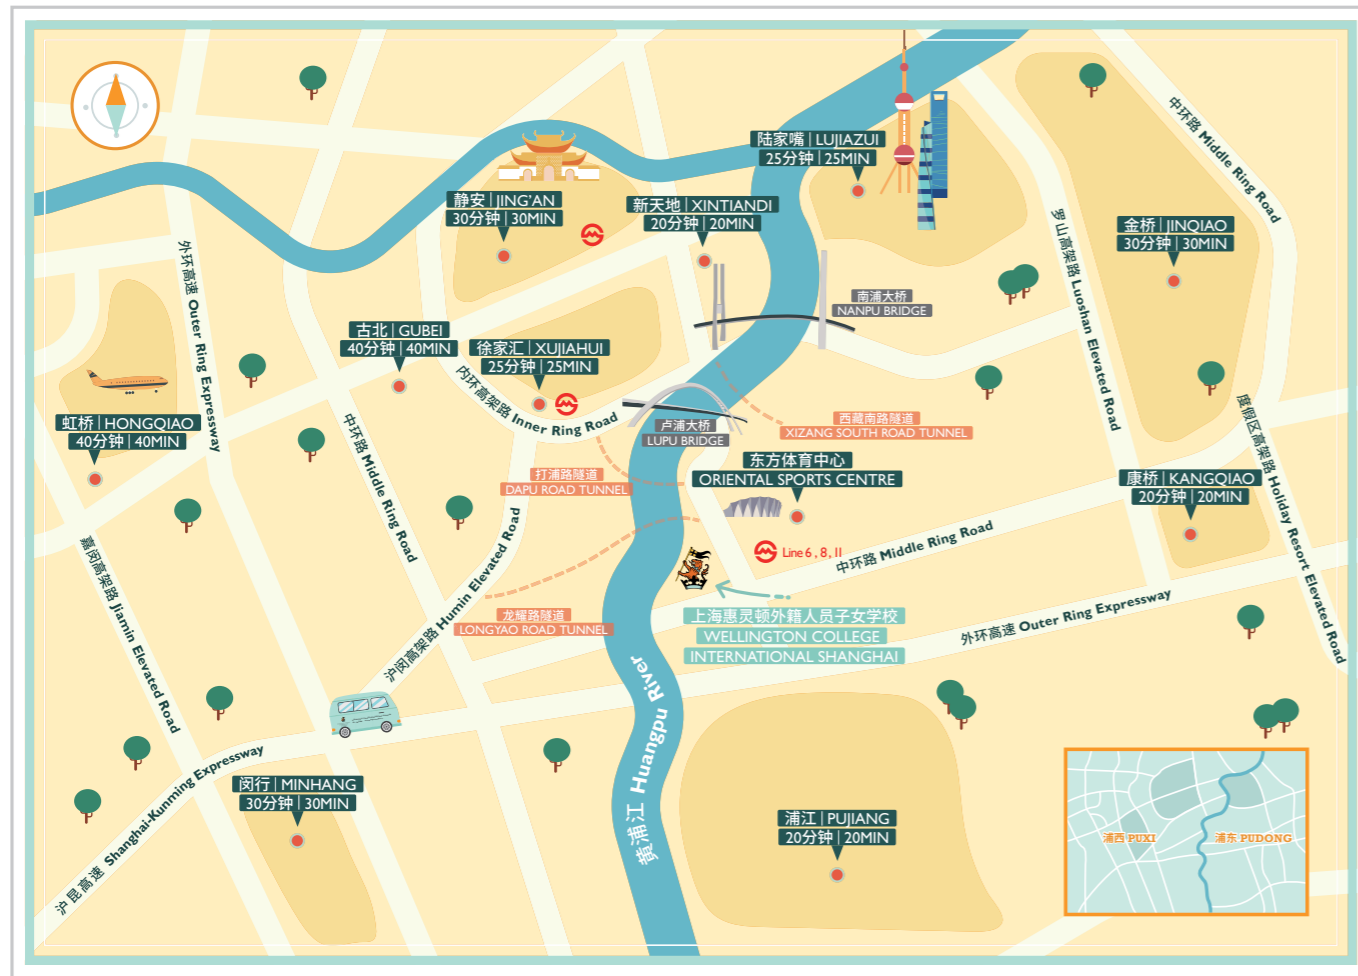 陆家嘴 | LUJIAZUI
25分钟 | 25MIN
中环路 Middle Ring Road
静安 | JING'AN
30分钟 | 30MIN
新天地 | XINTIANDI
20分钟 | 20MIN
金桥 | JINQIAO
30分钟 | 30MIN
外环高速 Outer Ring Expressway
罗山高架路 Luoshan Elevated Road
南浦大桥
NANPU BRIDGE
古北 | GUBEI
40分钟 | 40MIN
徐家汇 | XUJIAHUI
25分钟 | 25MIN
内环高架路 Inner Ring Road
虹桥 | HONGQIAO
40分钟 | 40MIN
中环路 Middle Ring Road
卢浦大桥
LUPU BRIDGE
西藏南路隧道
XIZANG SOUTH ROAD TUNNEL
度假区高架路 Holiday Resort Elevated Road
打浦路隧道
DAPU ROAD TUNNEL
东方体育中心
ORIENTAL SPORTS CENTRE
康桥 | KANGQIAO
20分钟 | 20MIN
嘉闵高架路 Jiamin Elevated Road
沪闵高架路 Humin Elevated Road
Line 6 , 8 , 11
中环路 Middle Ring Road
龙耀路隧道
LONGYAO ROAD TUNNEL
上海惠灵顿外籍人员子女学校
WELLINGTON COLLEGE
INTERNATIONAL SHANGHAI
外环高速 Outer Ring Expressway
黄浦江 Huangpu River
沪昆高速 Shanghai-Kunming Expressway
闵行 | MINHANG
30分钟 | 30MIN
浦江 | PUJIANG
20分钟 | 20MIN
浦西 PUXI
浦东 PUDONG